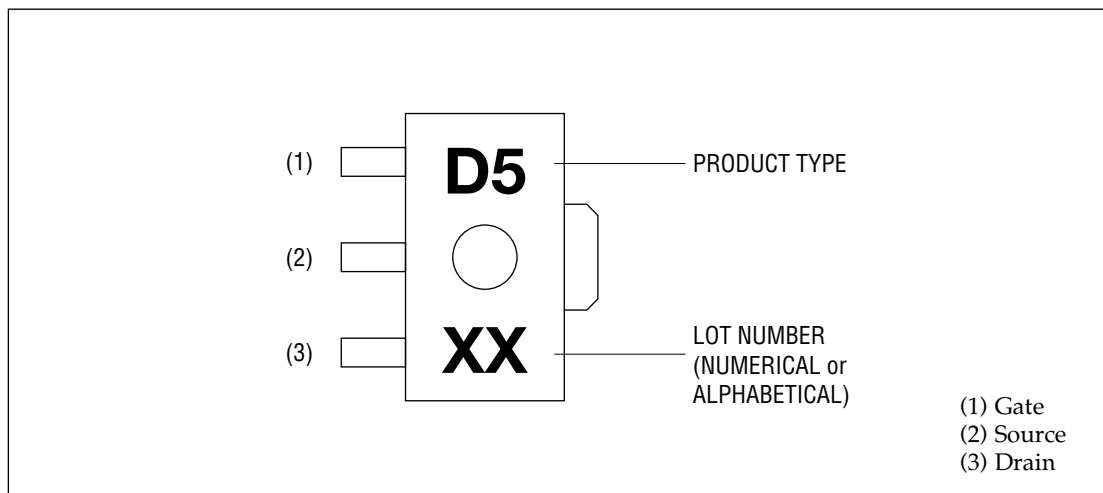 (1)
D5
PRODUCT TYPE
(2)
(3)
XX
LOT NUMBER
(NUMERICAL or
ALPHABETICAL)
(1) Gate
(2) Source
(3) Drain